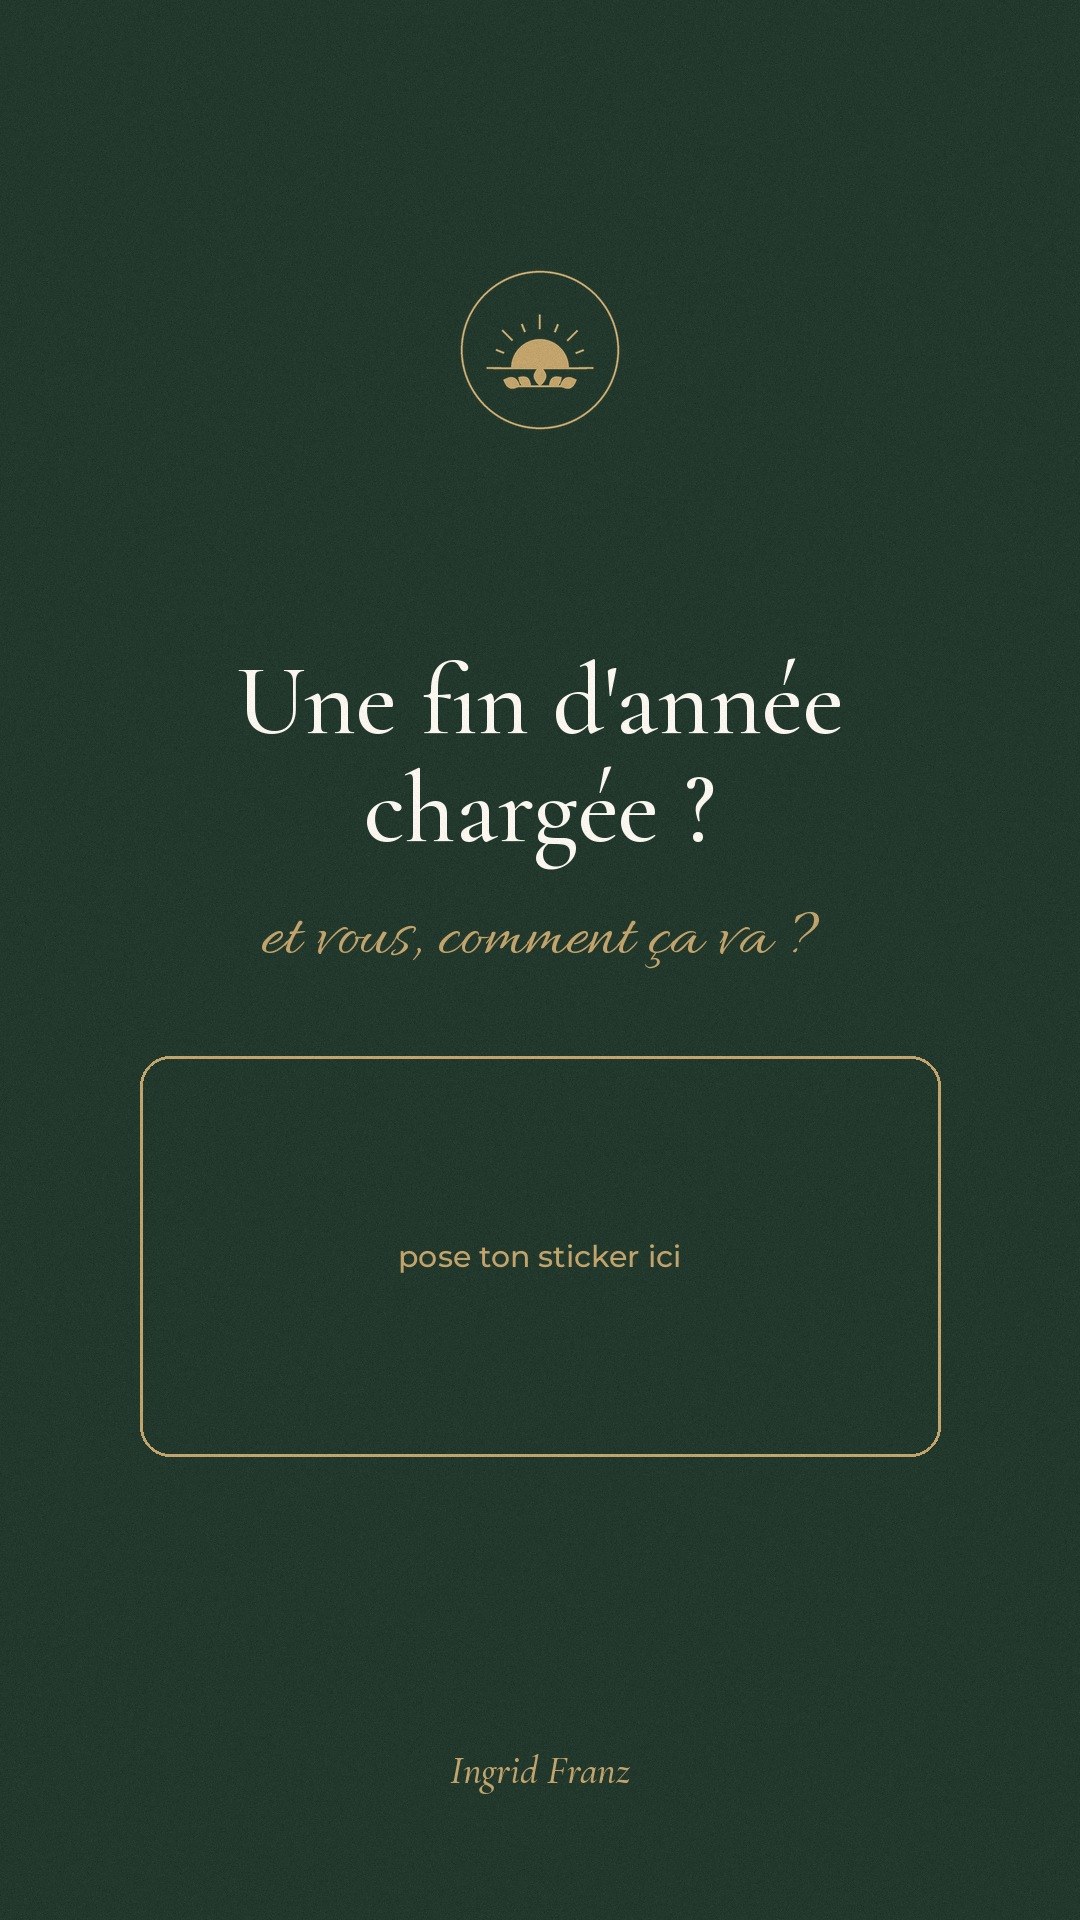 Une fin d'année
chargée ?
et vous, comment ça va ?
pose ton sticker ici
Ingrid Franz